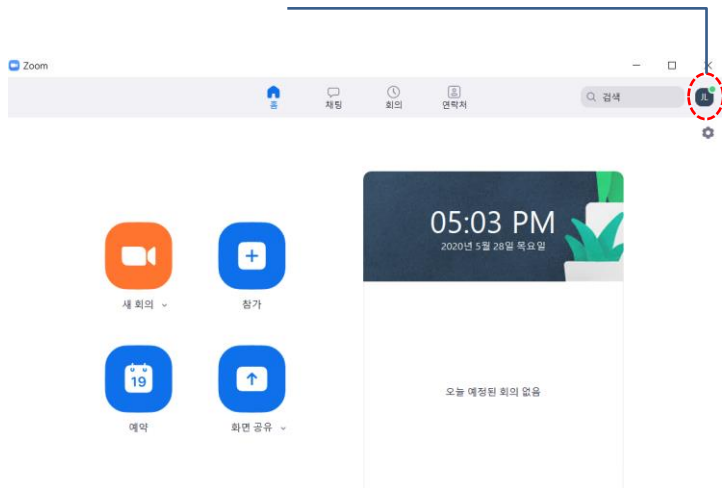 Zoom
홈
채팅
회의
연락처
검색
JL
05:03 PM
2020년 5월 28일 목요일
새 회의
참가
19
예약
화면 공유
오늘 예정된 회의 없음